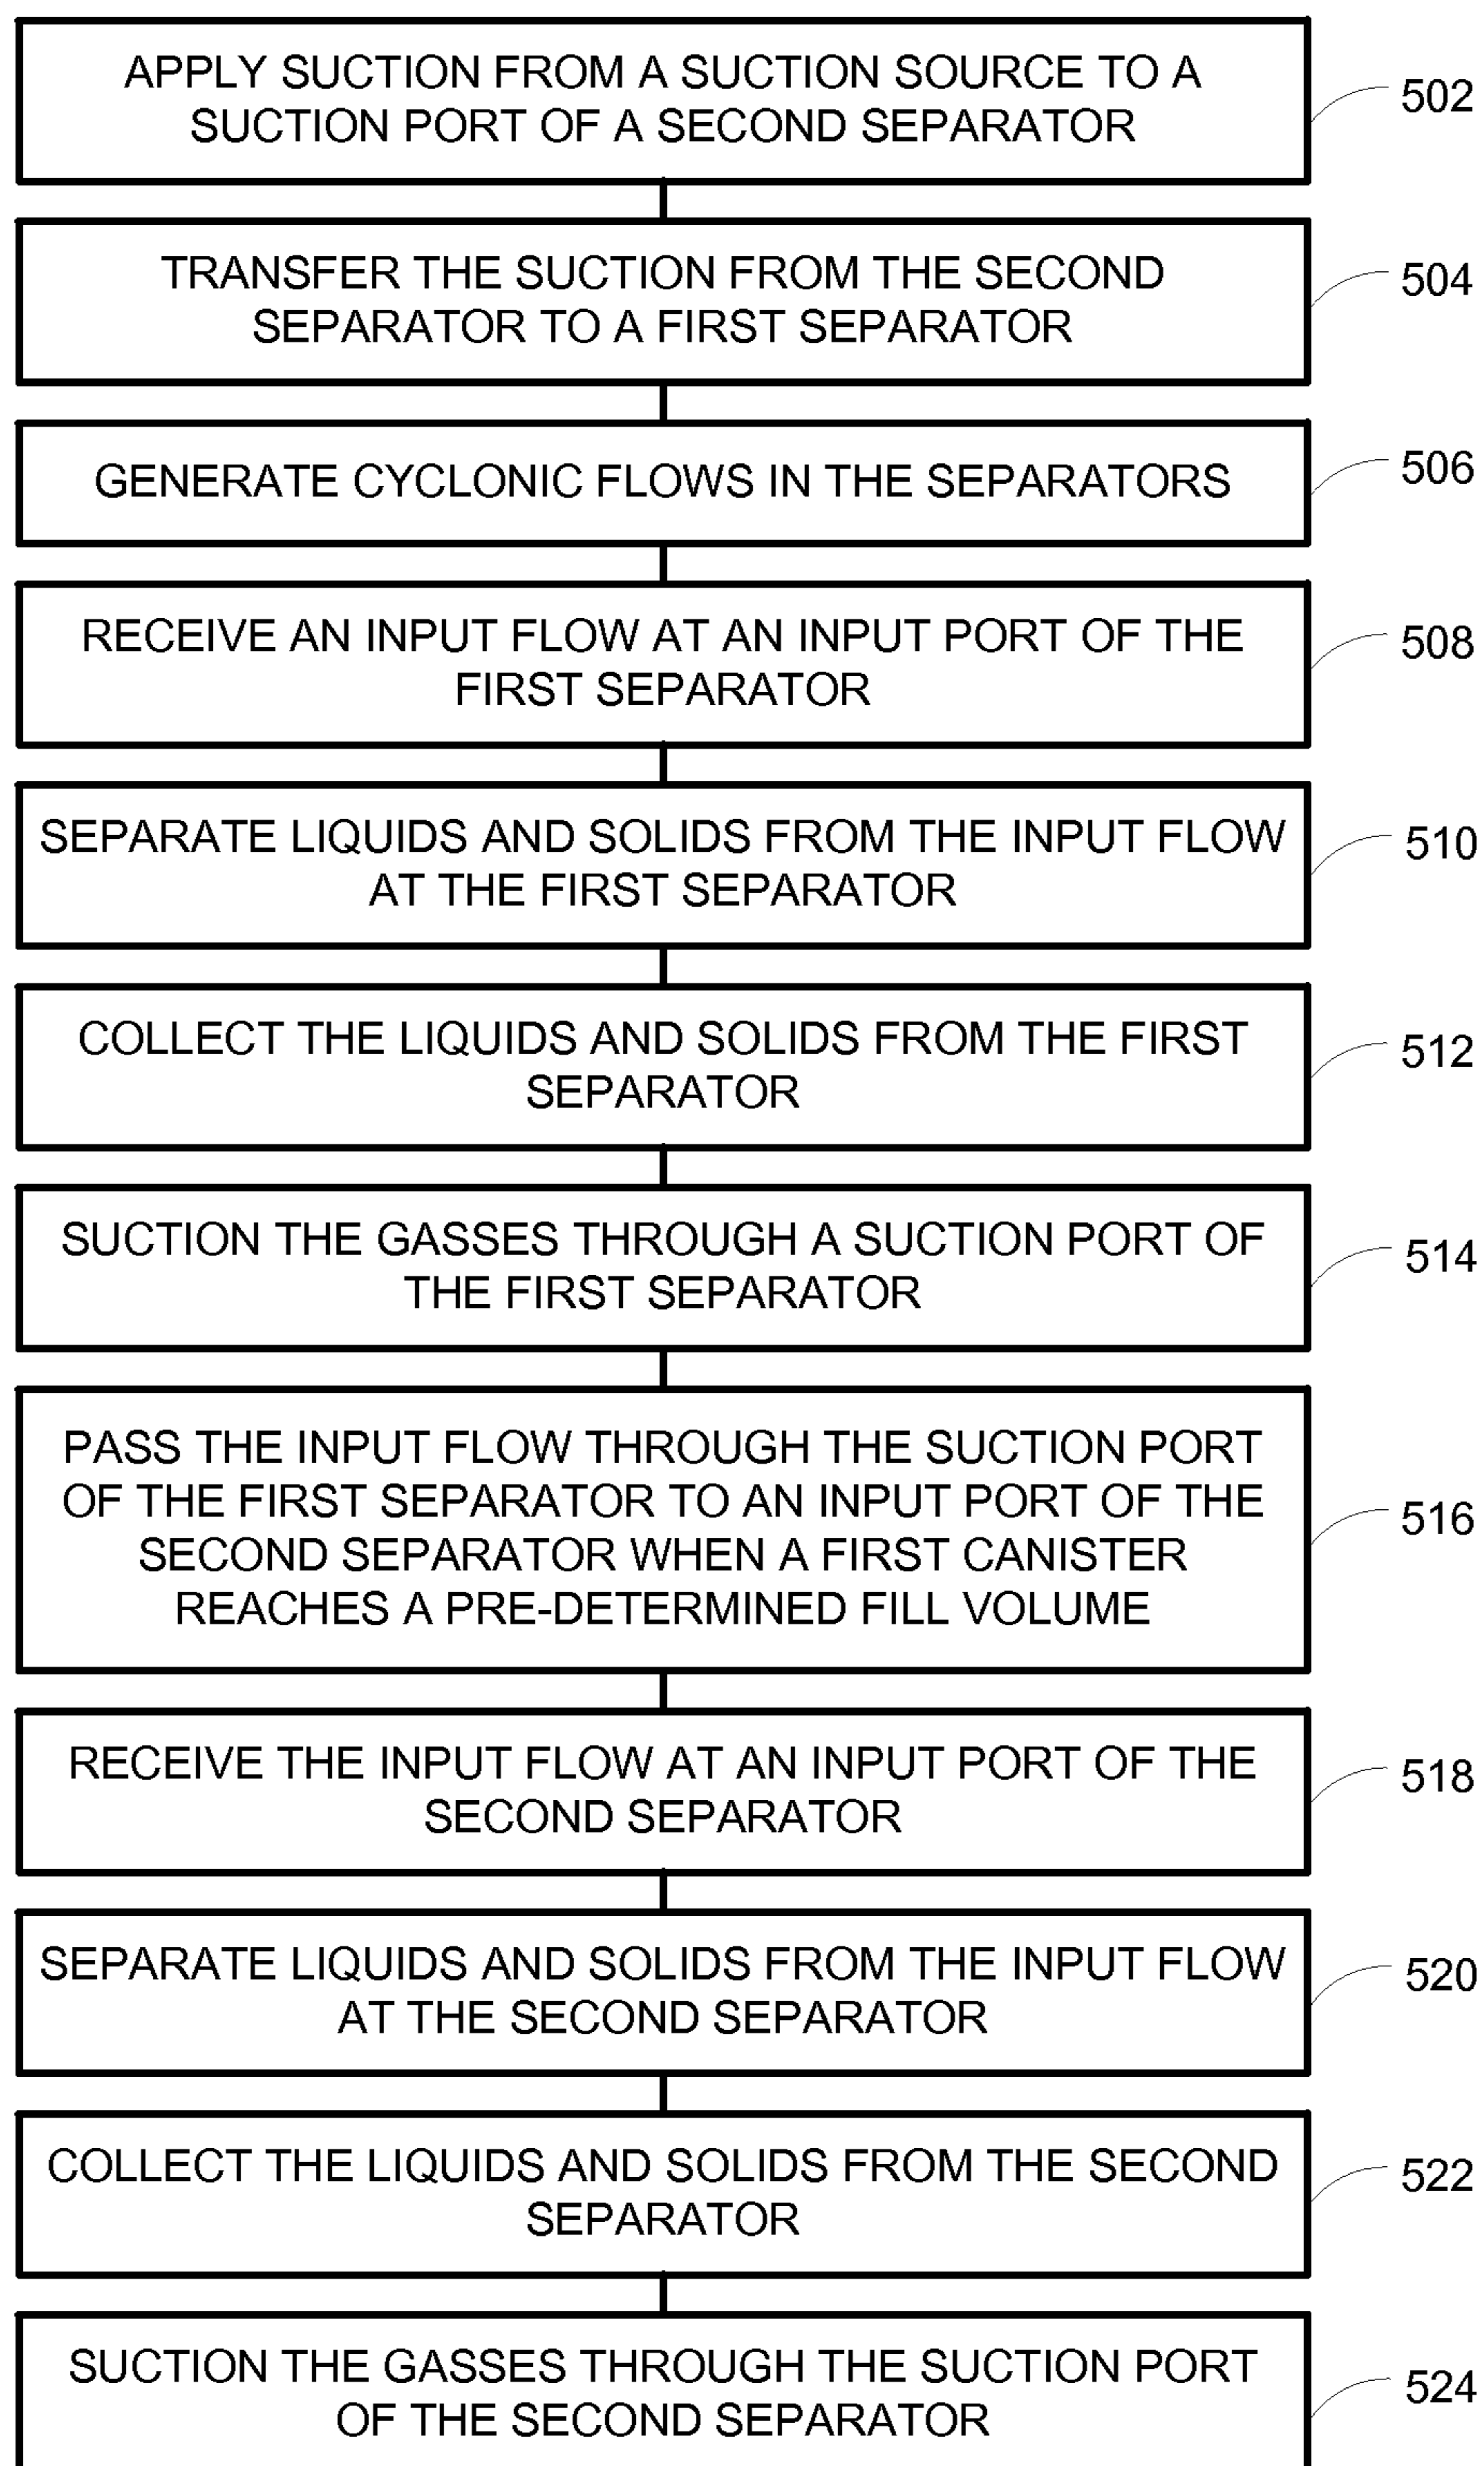 APPLY SUCTION FROM A SUCTION SOURCE TO A
SUCTION PORT OF A SECOND SEPARATOR
502
TRANSFER THE SUCTION FROM THE SECOND
SEPARATOR TO A FIRST SEPARATOR
504
GENERATE CYCLONIC FLOWS IN THE SEPARATORS
506
RECEIVE AN INPUT FLOW AT AN INPUT PORT OF THE
FIRST SEPARATOR
508
SEPARATE LIQUIDS AND SOLIDS FROM THE INPUT FLOW
AT THE FIRST SEPARATOR
510
COLLECT THE LIQUIDS AND SOLIDS FROM THE FIRST
SEPARATOR
512
SUCTION THE GASSES THROUGH A SUCTION PORT OF
THE FIRST SEPARATOR
514
PASS THE INPUT FLOW THROUGH THE SUCTION PORT
OF THE FIRST SEPARATOR TO AN INPUT PORT OF THE
SECOND SEPARATOR WHEN A FIRST CANISTER
REACHES A PRE-DETERMINED FILL VOLUME
516
RECEIVE THE INPUT FLOW AT AN INPUT PORT OF THE
SECOND SEPARATOR
518
SEPARATE LIQUIDS AND SOLIDS FROM THE INPUT FLOW
AT THE SECOND SEPARATOR
520
COLLECT THE LIQUIDS AND SOLIDS FROM THE SECOND
SEPARATOR
522
SUCTION THE GASSES THROUGH THE SUCTION PORT
OF THE SECOND SEPARATOR
524